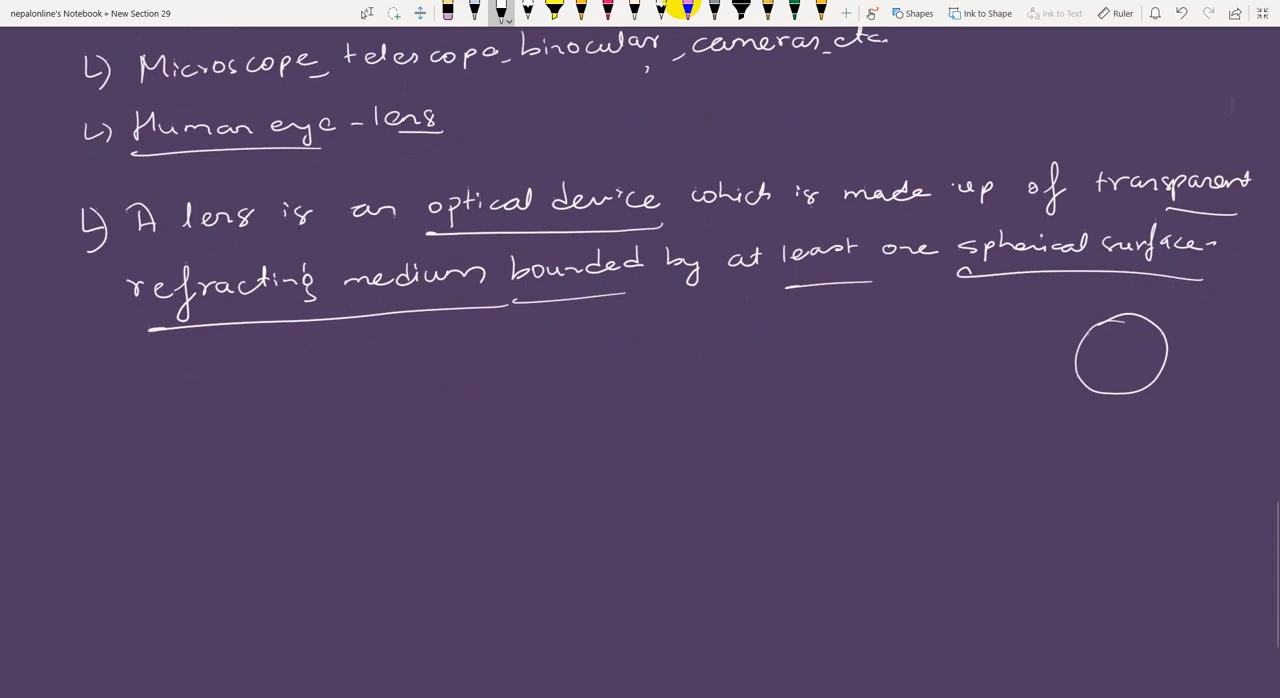 nepalonline's Notebook » New Section 29
Shapes Ink to Shape Ink to Text Ruler
↳ Microscope, telescope, binocular, cameras, etc.
↳ Human eye - lens
↳ A lens is an optical device which is made up of transparent
refracting medium bounded by at least one spherical surface.